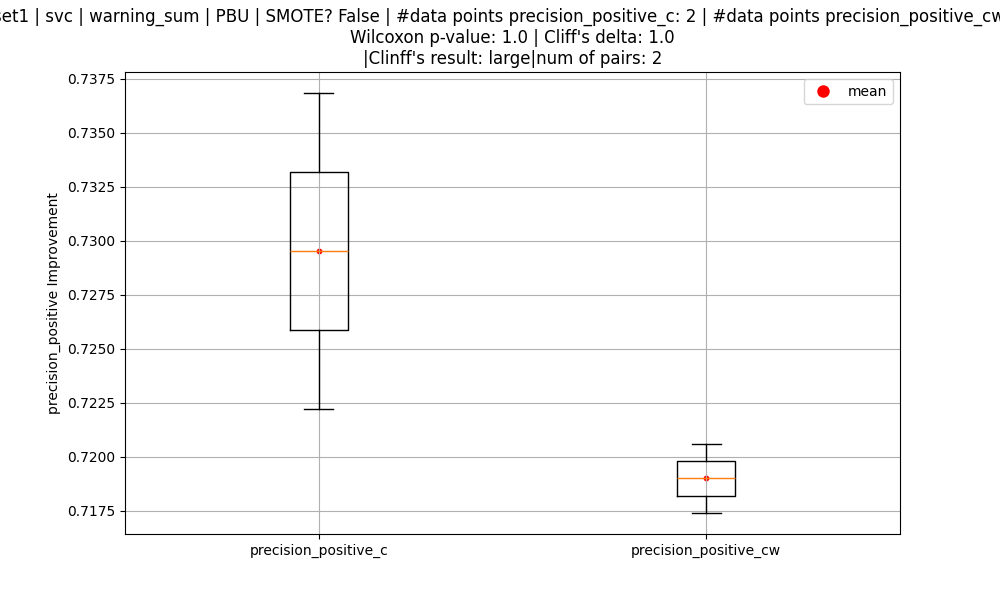 set1 | svc | warning_sum | PBU | SMOTE? False | #data points precision_positive_c: 2 | #data points precision_positive_cw
Wilcoxon p-value: 1.0 | Cliff's delta: 1.0
|Clinff's result: large|num of pairs: 2
mean
0.7375
0.7350
0.7325
0.7300
0.7275
0.7250
0.7225
0.7200
0.7175
precision_positive Improvement
precision_positive_c
precision_positive_cw